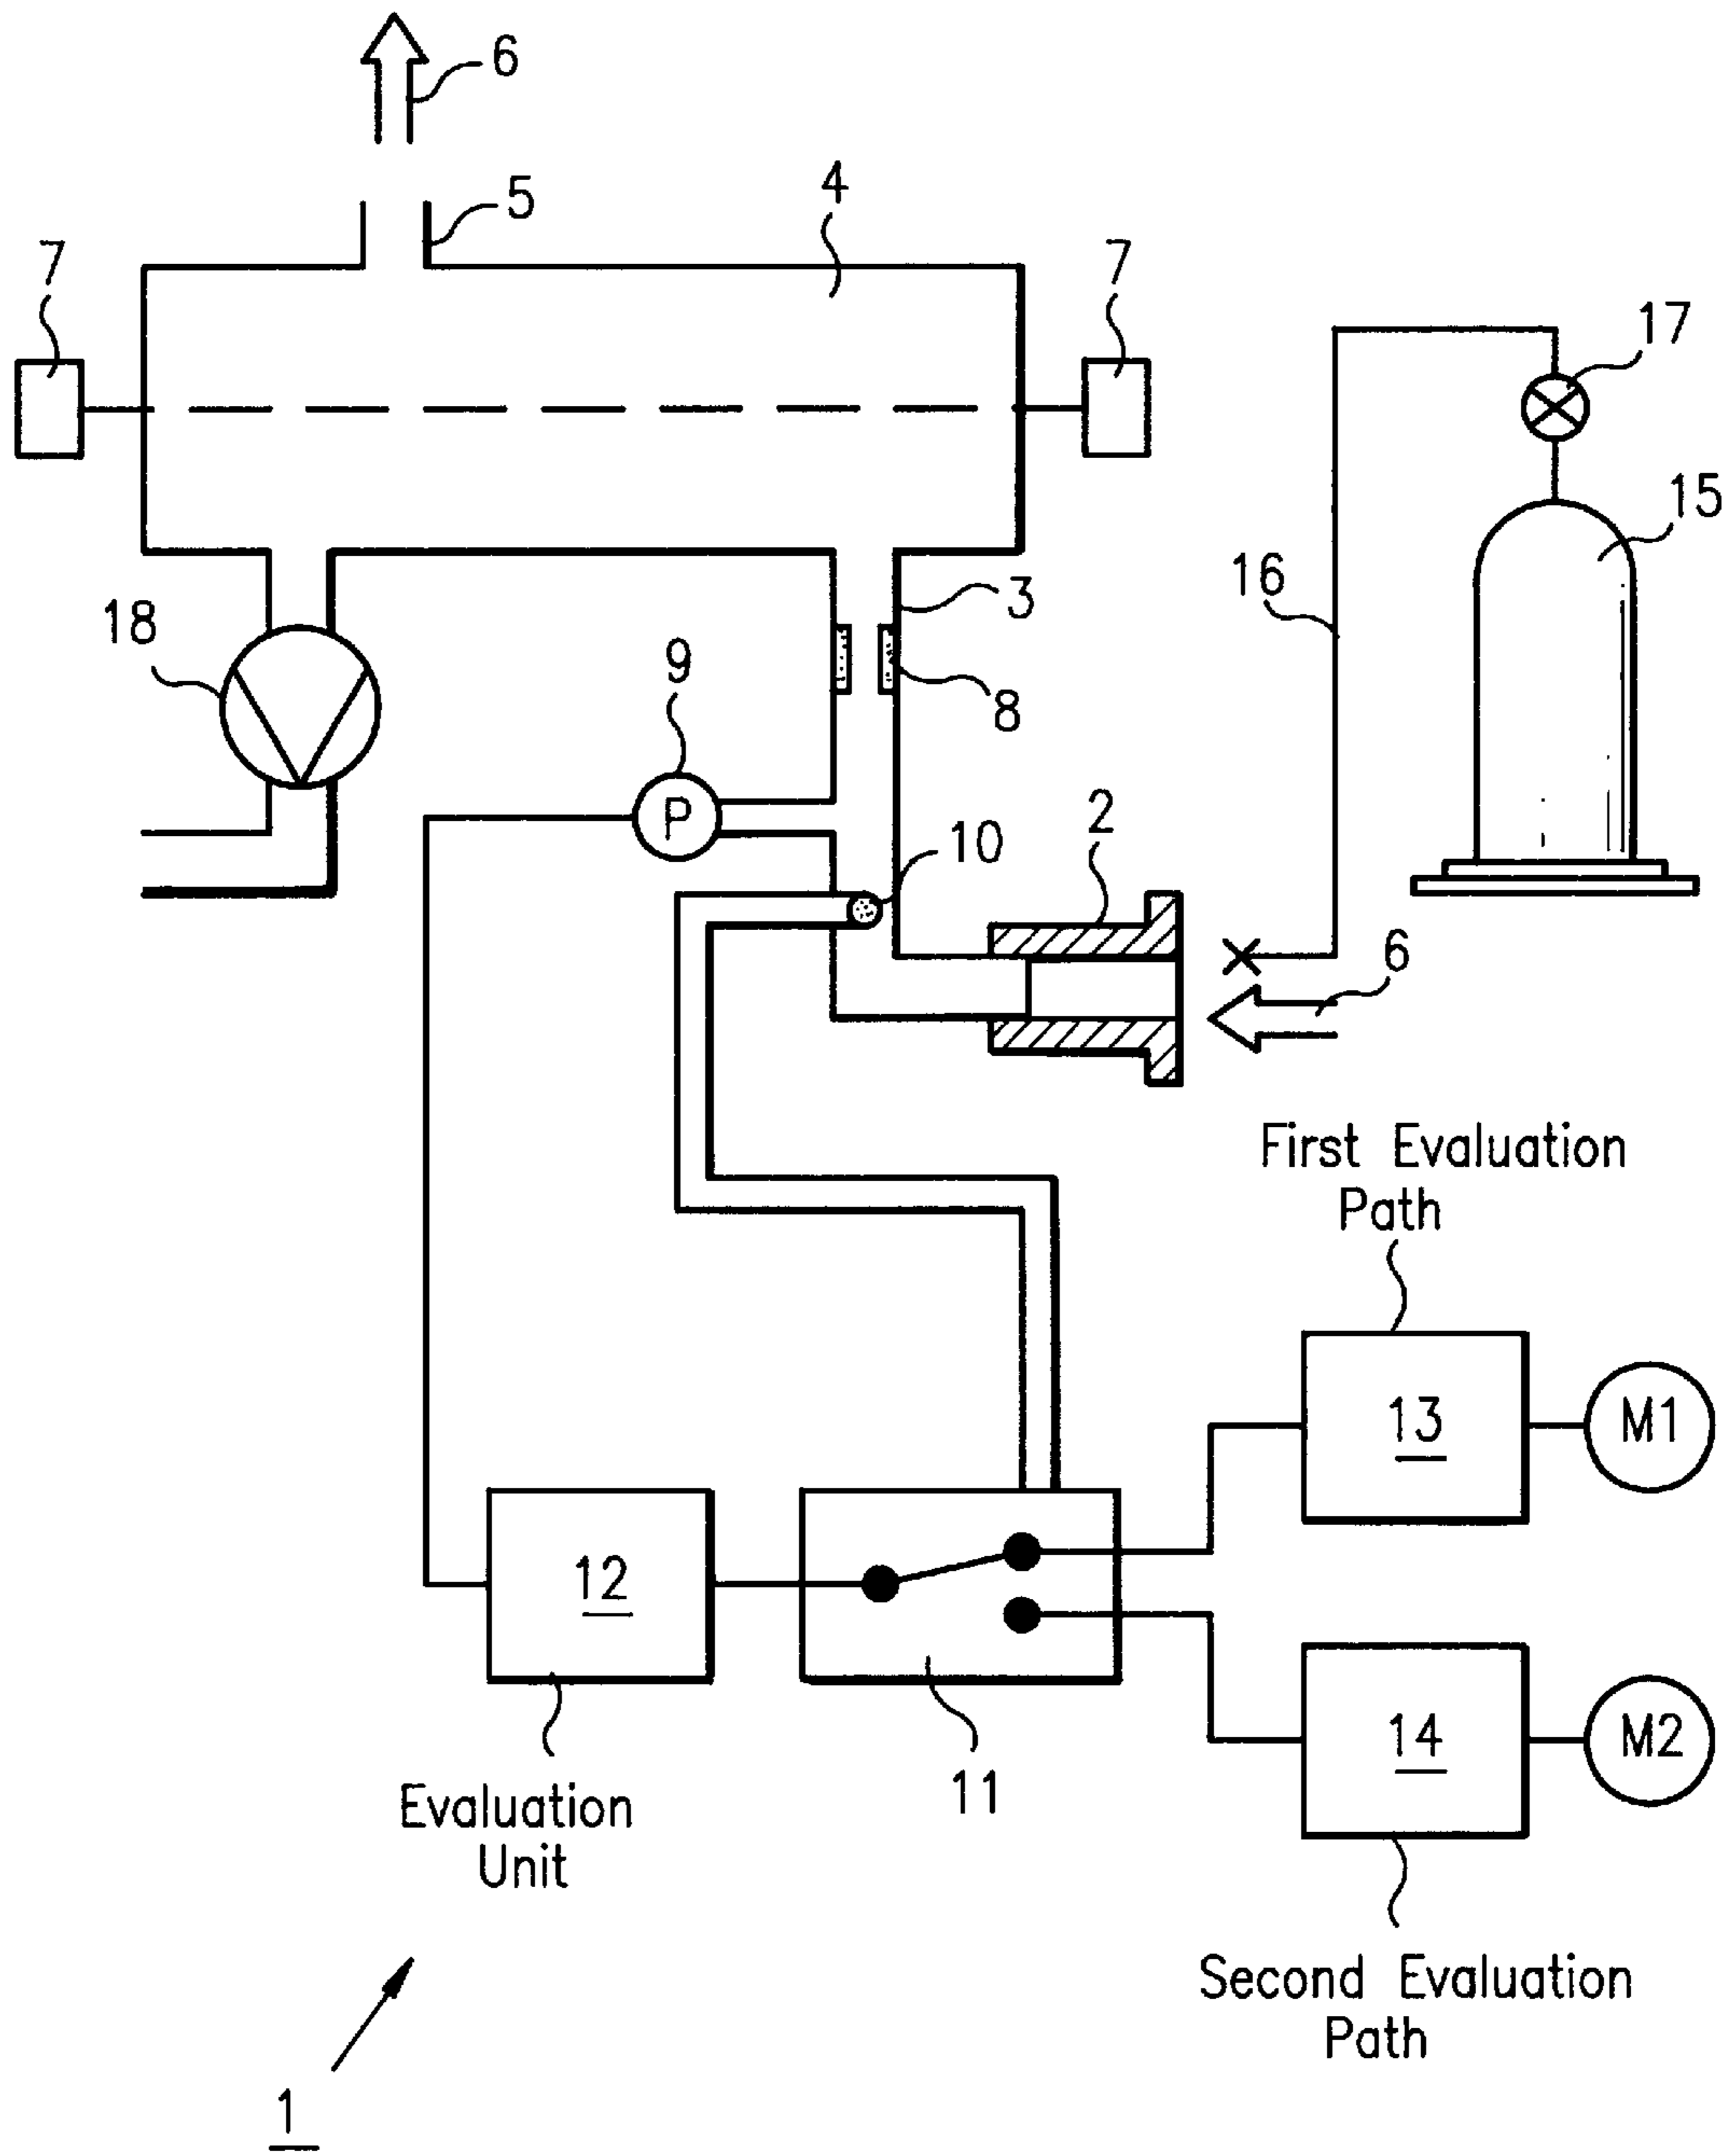 6
5
4
7
7
17
15
16
3
18
9
8
P
2
10
6
First Evaluation
Path
13
M1
12
11
14
M2
Evaluation
Unit
Second Evaluation
Path
1